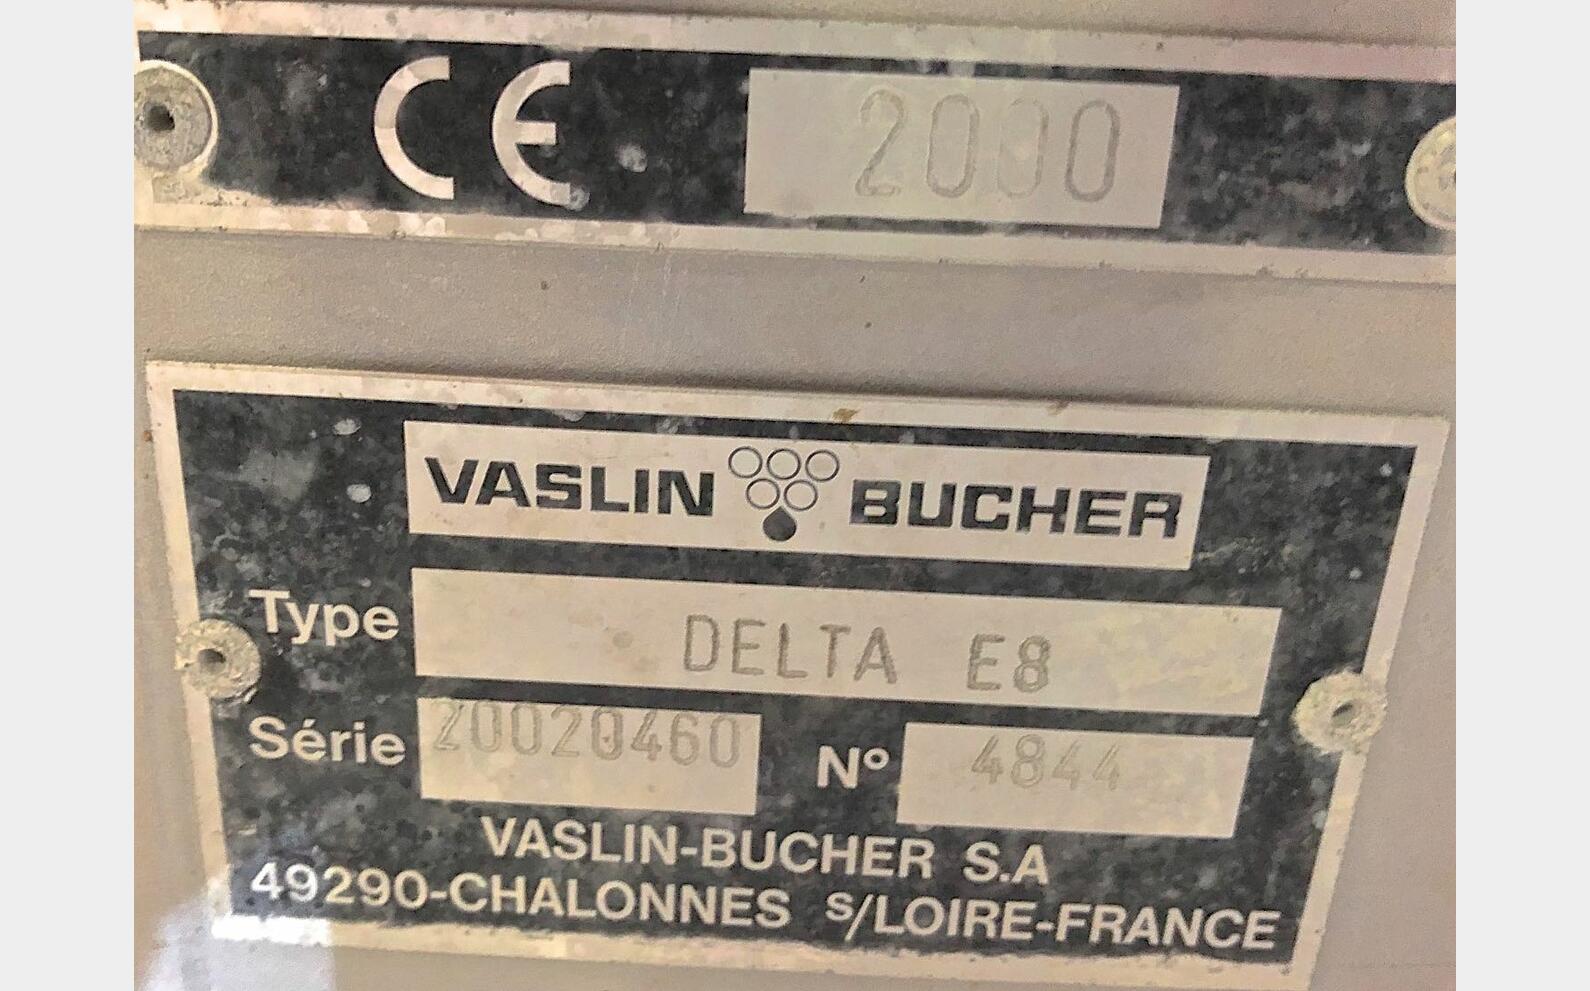 CE 2000
VASLIN BUCHER
Type DELTA E8
Série 20020460 N° 4844
VASLIN-BUCHER S.A
49290-CHALONNES s/LOIRE-FRANCE